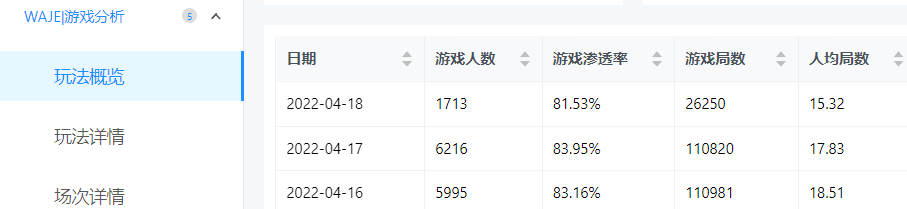 WAJE|游戏分析 5
玩法概览
玩法详情
场次详情
日期 游戏人数 游戏渗透率 游戏局数 人均局数
2022-04-18 1713 81.53% 26250 15.32
2022-04-17 6216 83.95% 110820 17.83
2022-04-16 5995 83.16% 110981 18.51